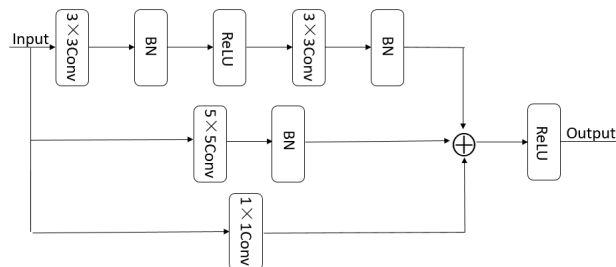 Input
3×3Conv
BN
ReLU
3×3Conv
BN
5×5Conv
BN
ReLU
Output
1×1Conv